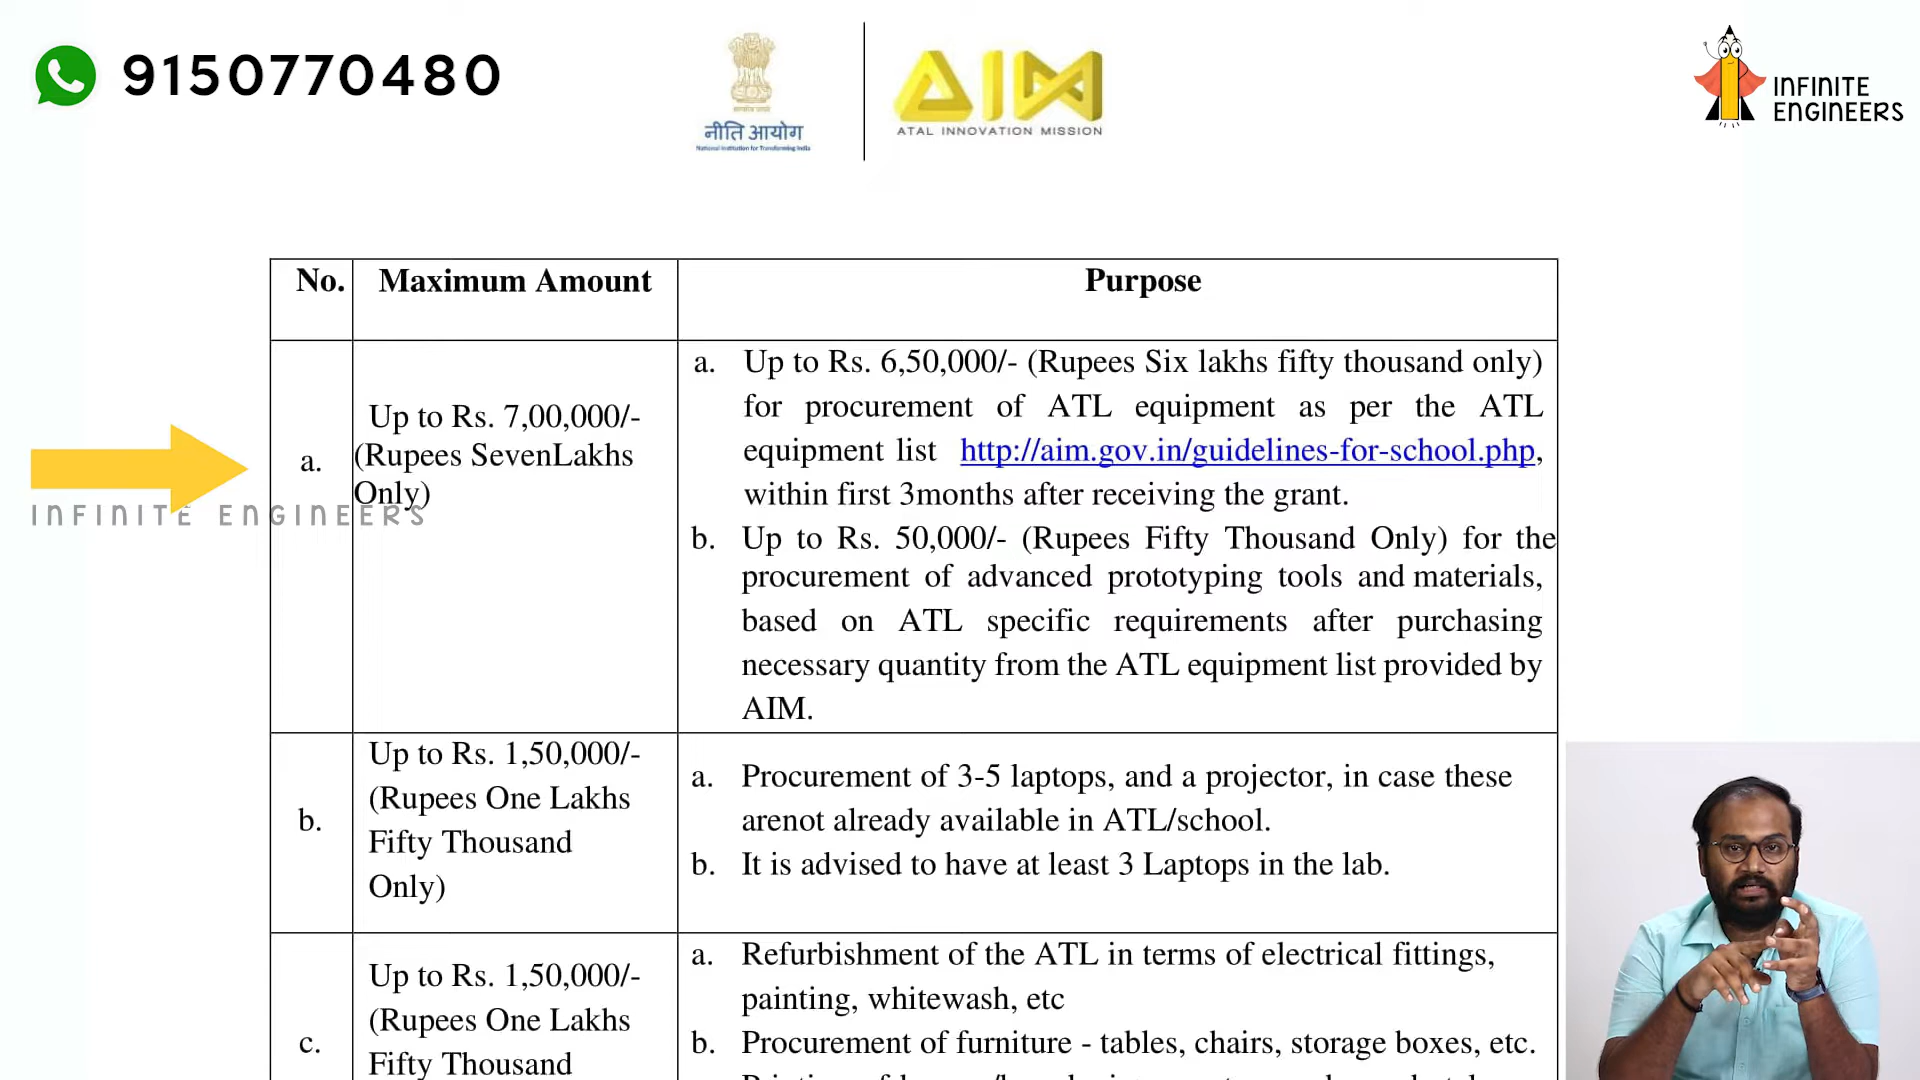 9150770480
नीति आयोग
National Institution for Transforming India
AIM
ATAL INNOVATION MISSION
INFINITE
ENGINEERS
No. Maximum Amount Purpose
a.
Up to Rs. 7,00,000/-
(Rupees SevenLakhs
Only)
a. Up to Rs. 6,50,000/- (Rupees Six lakhs fifty thousand only)
for procurement of ATL equipment as per the ATL
equipment list http://aim.gov.in/guidelines-for-school.php,
within first 3months after receiving the grant.
b. Up to Rs. 50,000/- (Rupees Fifty Thousand Only) for the
procurement of advanced prototyping tools and materials,
based on ATL specific requirements after purchasing
necessary quantity from the ATL equipment list provided by
AIM.
INFINITE ENGINEERS
b.
Up to Rs. 1,50,000/-
(Rupees One Lakhs
Fifty Thousand
Only)
a. Procurement of 3-5 laptops, and a projector, in case these
arenot already available in ATL/school.
b. It is advised to have at least 3 Laptops in the lab.
c.
Up to Rs. 1,50,000/-
(Rupees One Lakhs
Fifty Thousand
a. Refurbishment of the ATL in terms of electrical fittings,
painting, whitewash, etc
b. Procurement of furniture - tables, chairs, storage boxes, etc.